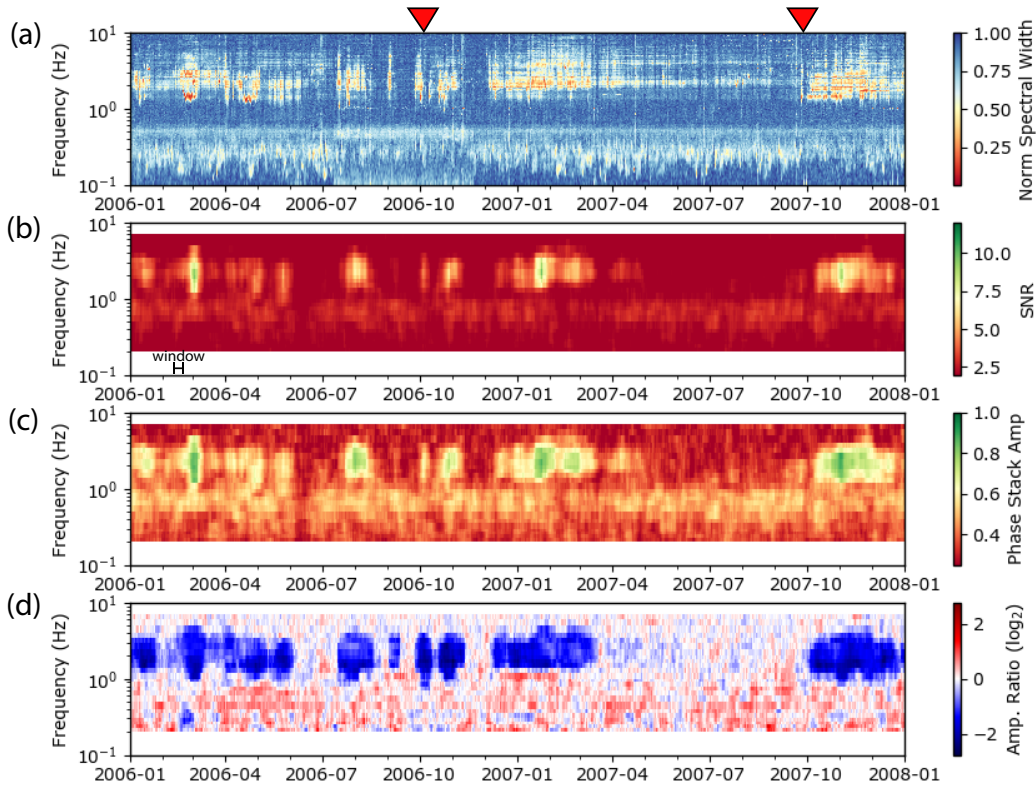 (a)
Frequency (Hz)
10¹
10⁰
10⁻¹
2006-01 2006-04 2006-07 2006-10 2007-01 2007-04 2007-07 2007-10 2008-01
1.00
0.75
0.50
0.25
Norm Spectral Width
(b)
Frequency (Hz)
10¹
10⁰
10⁻¹
window
2006-01 2006-04 2006-07 2006-10 2007-01 2007-04 2007-07 2007-10 2008-01
10.0
7.5
5.0
2.5
SNR
(c)
Frequency (Hz)
10¹
10⁰
10⁻¹
2006-01 2006-04 2006-07 2006-10 2007-01 2007-04 2007-07 2007-10 2008-01
1.0
0.8
0.6
0.4
Phase Stack Amp
(d)
Frequency (Hz)
10¹
10⁰
10⁻¹
2006-01 2006-04 2006-07 2006-10 2007-01 2007-04 2007-07 2007-10 2008-01
2
0
−2
Amp. Ratio (log₂)